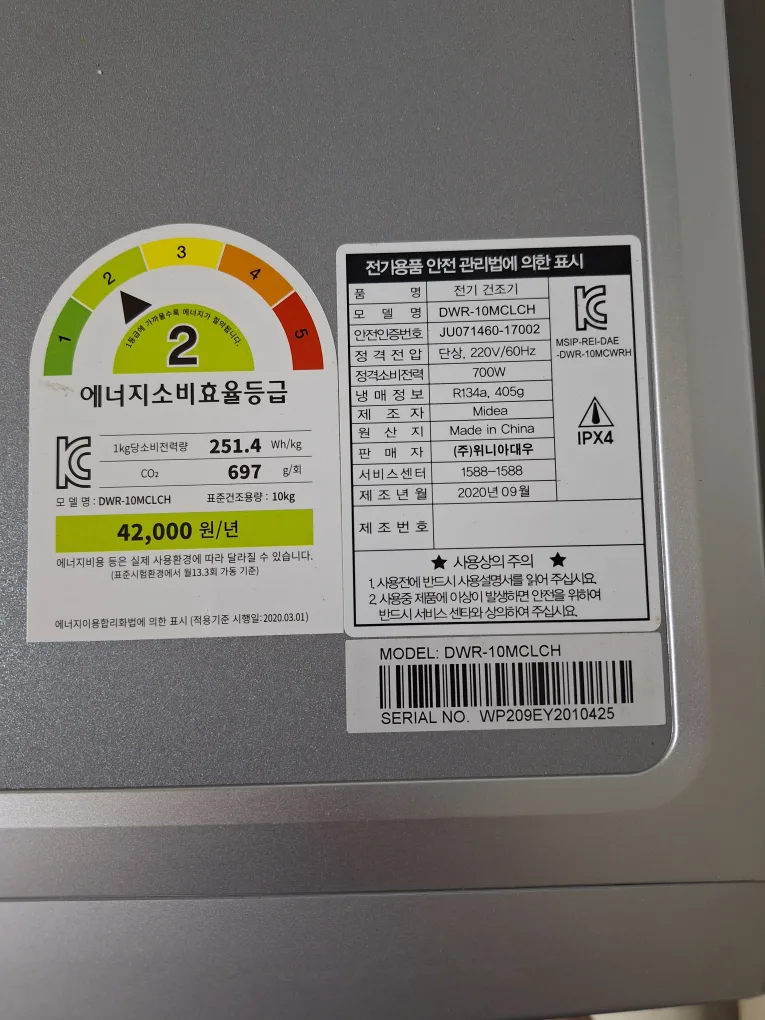 1
2
3
4
5
1등급에 가까울수록 에너지가 절약됩니다.
2
에너지소비효율등급
1kg당소비전력량 251.4 Wh/kg
CO₂ 697 g/회
모 델 명 : DWR-10MCLCH 표준건조용량 : 10kg
42,000 원/년
에너지비용 등은 실제 사용환경에 따라 달라질 수 있습니다.
(표준시험환경에서 월13.3회 가동 기준)
에너지이용합리화법에 의한 표시 (적용기준 시행일:2020.03.01)
전기용품 안전 관리법에 의한 표시
품 명 전기 건조기
모 델 명 DWR-10MCLCH
안전인증번호 JU071460-17002
정 격 전 압 단상, 220V/60Hz
정격소비전력 700W
냉 매 정 보 R134a, 405g
제 조 자 Midea
원 산 지 Made in China
판 매 자 (주)위니아대우
서비스센터 1588-1588
제 조 년 월 2020년 09월
제 조 번 호
MSIP-REI-DAE
-DWR-10MCWRH
IPX4
★ 사용상의 주의 ★
1. 사용전에 반드시 사용설명서를 읽어 주십시요.
2. 사용중 제품에 이상이 발생하면 안전을 위하여
반드시 서비스 센타와 상의하여 주십시요.
MODEL: DWR-10MCLCH
SERIAL NO. WP209EY2010425